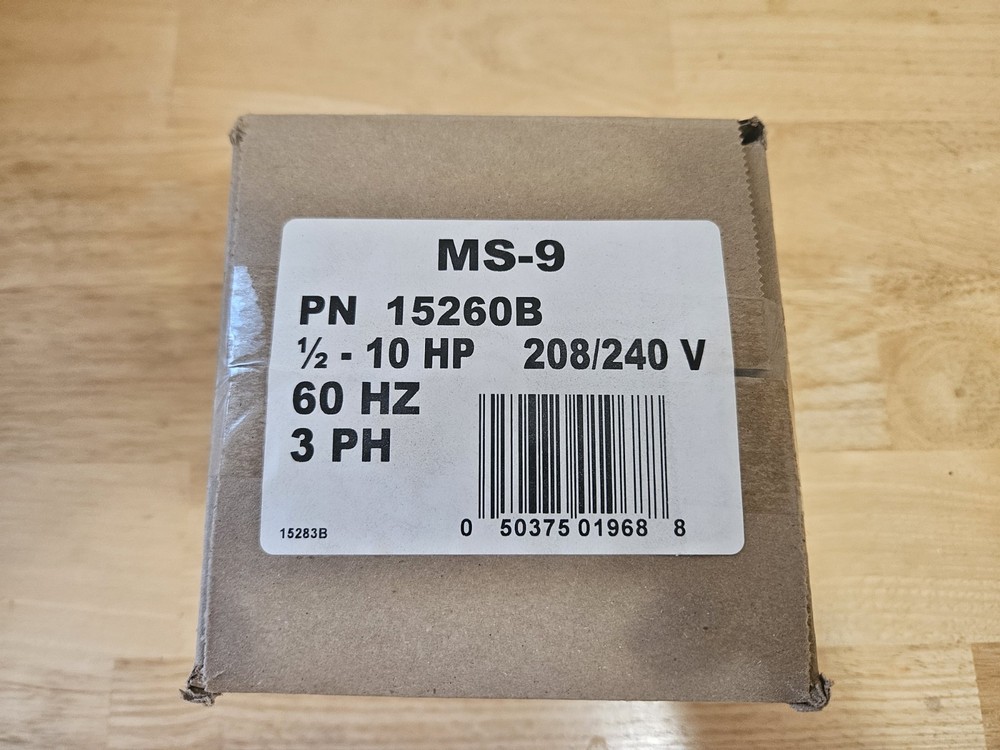 MS-9
PN 15260B
½ - 10 HP 208/240 V
60 HZ
3 PH
15283B
0 50375 01968 8